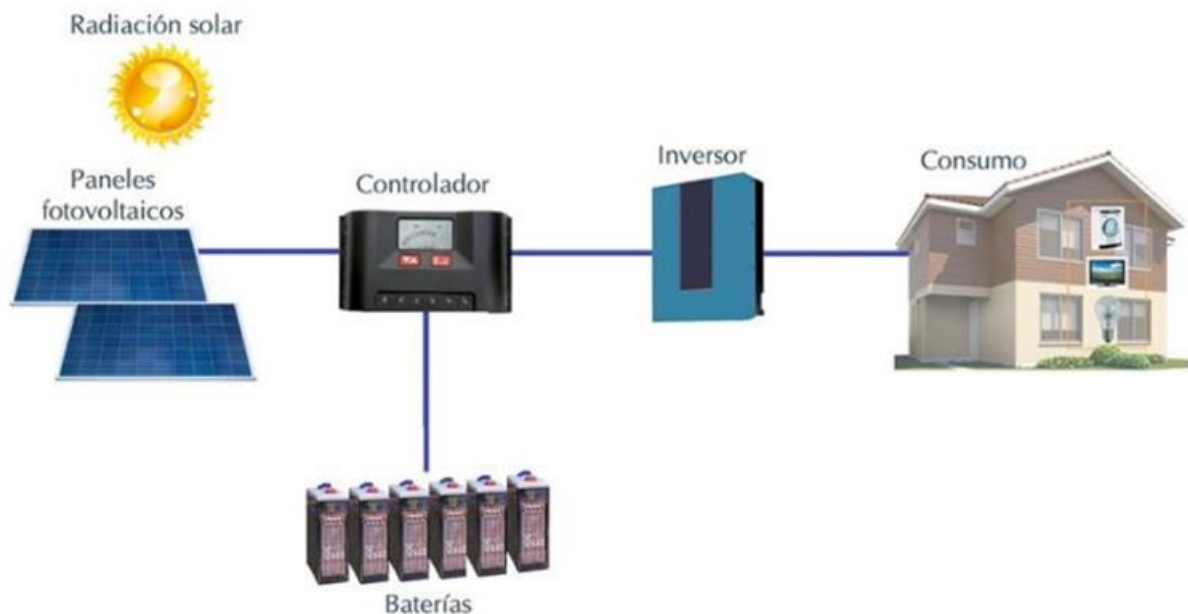 Radiación solar
Paneles
fotovoltaicos
Controlador
Inversor
Consumo
Baterías